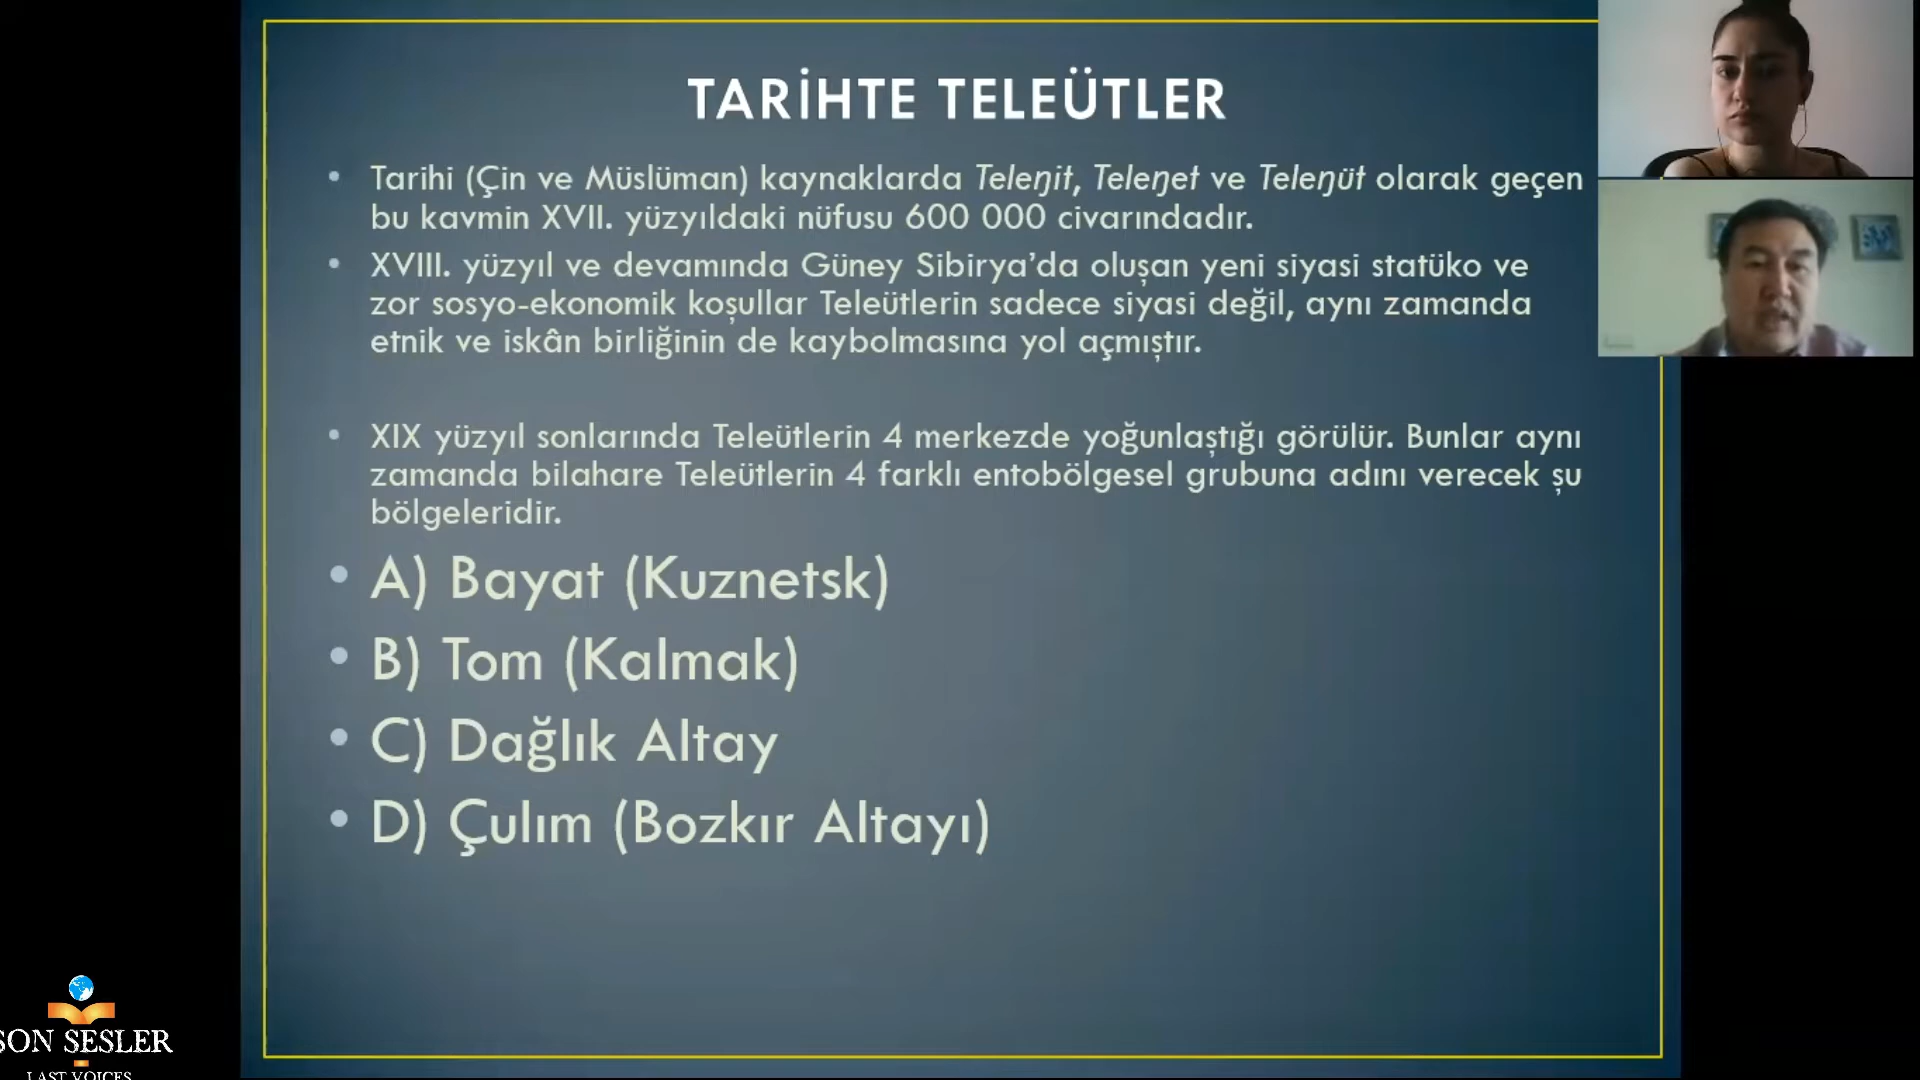 TARİHTE TELEÜTLER
• Tarihi (Çin ve Müslüman) kaynaklarda Teleŋit, Teleŋet ve Teleŋüt olarak geçen
bu kavmin XVII. yüzyıldaki nüfusu 600 000 civarındadır.
• XVIII. yüzyıl ve devamında Güney Sibirya’da oluşan yeni siyasi statüko ve
zor sosyo-ekonomik koşullar Teleütlerin sadece siyasi değil, aynı zamanda
etnik ve iskân birliğinin de kaybolmasına yol açmıştır.
• XIX yüzyıl sonlarında Teleütlerin 4 merkezde yoğunlaştığı görülür. Bunlar aynı
zamanda bilahare Teleütlerin 4 farklı entobölgesel grubuna adını verecek şu
bölgeleridir.
• A) Bayat (Kuznetsk)
• B) Tom (Kalmak)
• C) Dağlık Altay
• D) Çulım (Bozkır Altayı)
SON SESLER
LAST VOICES